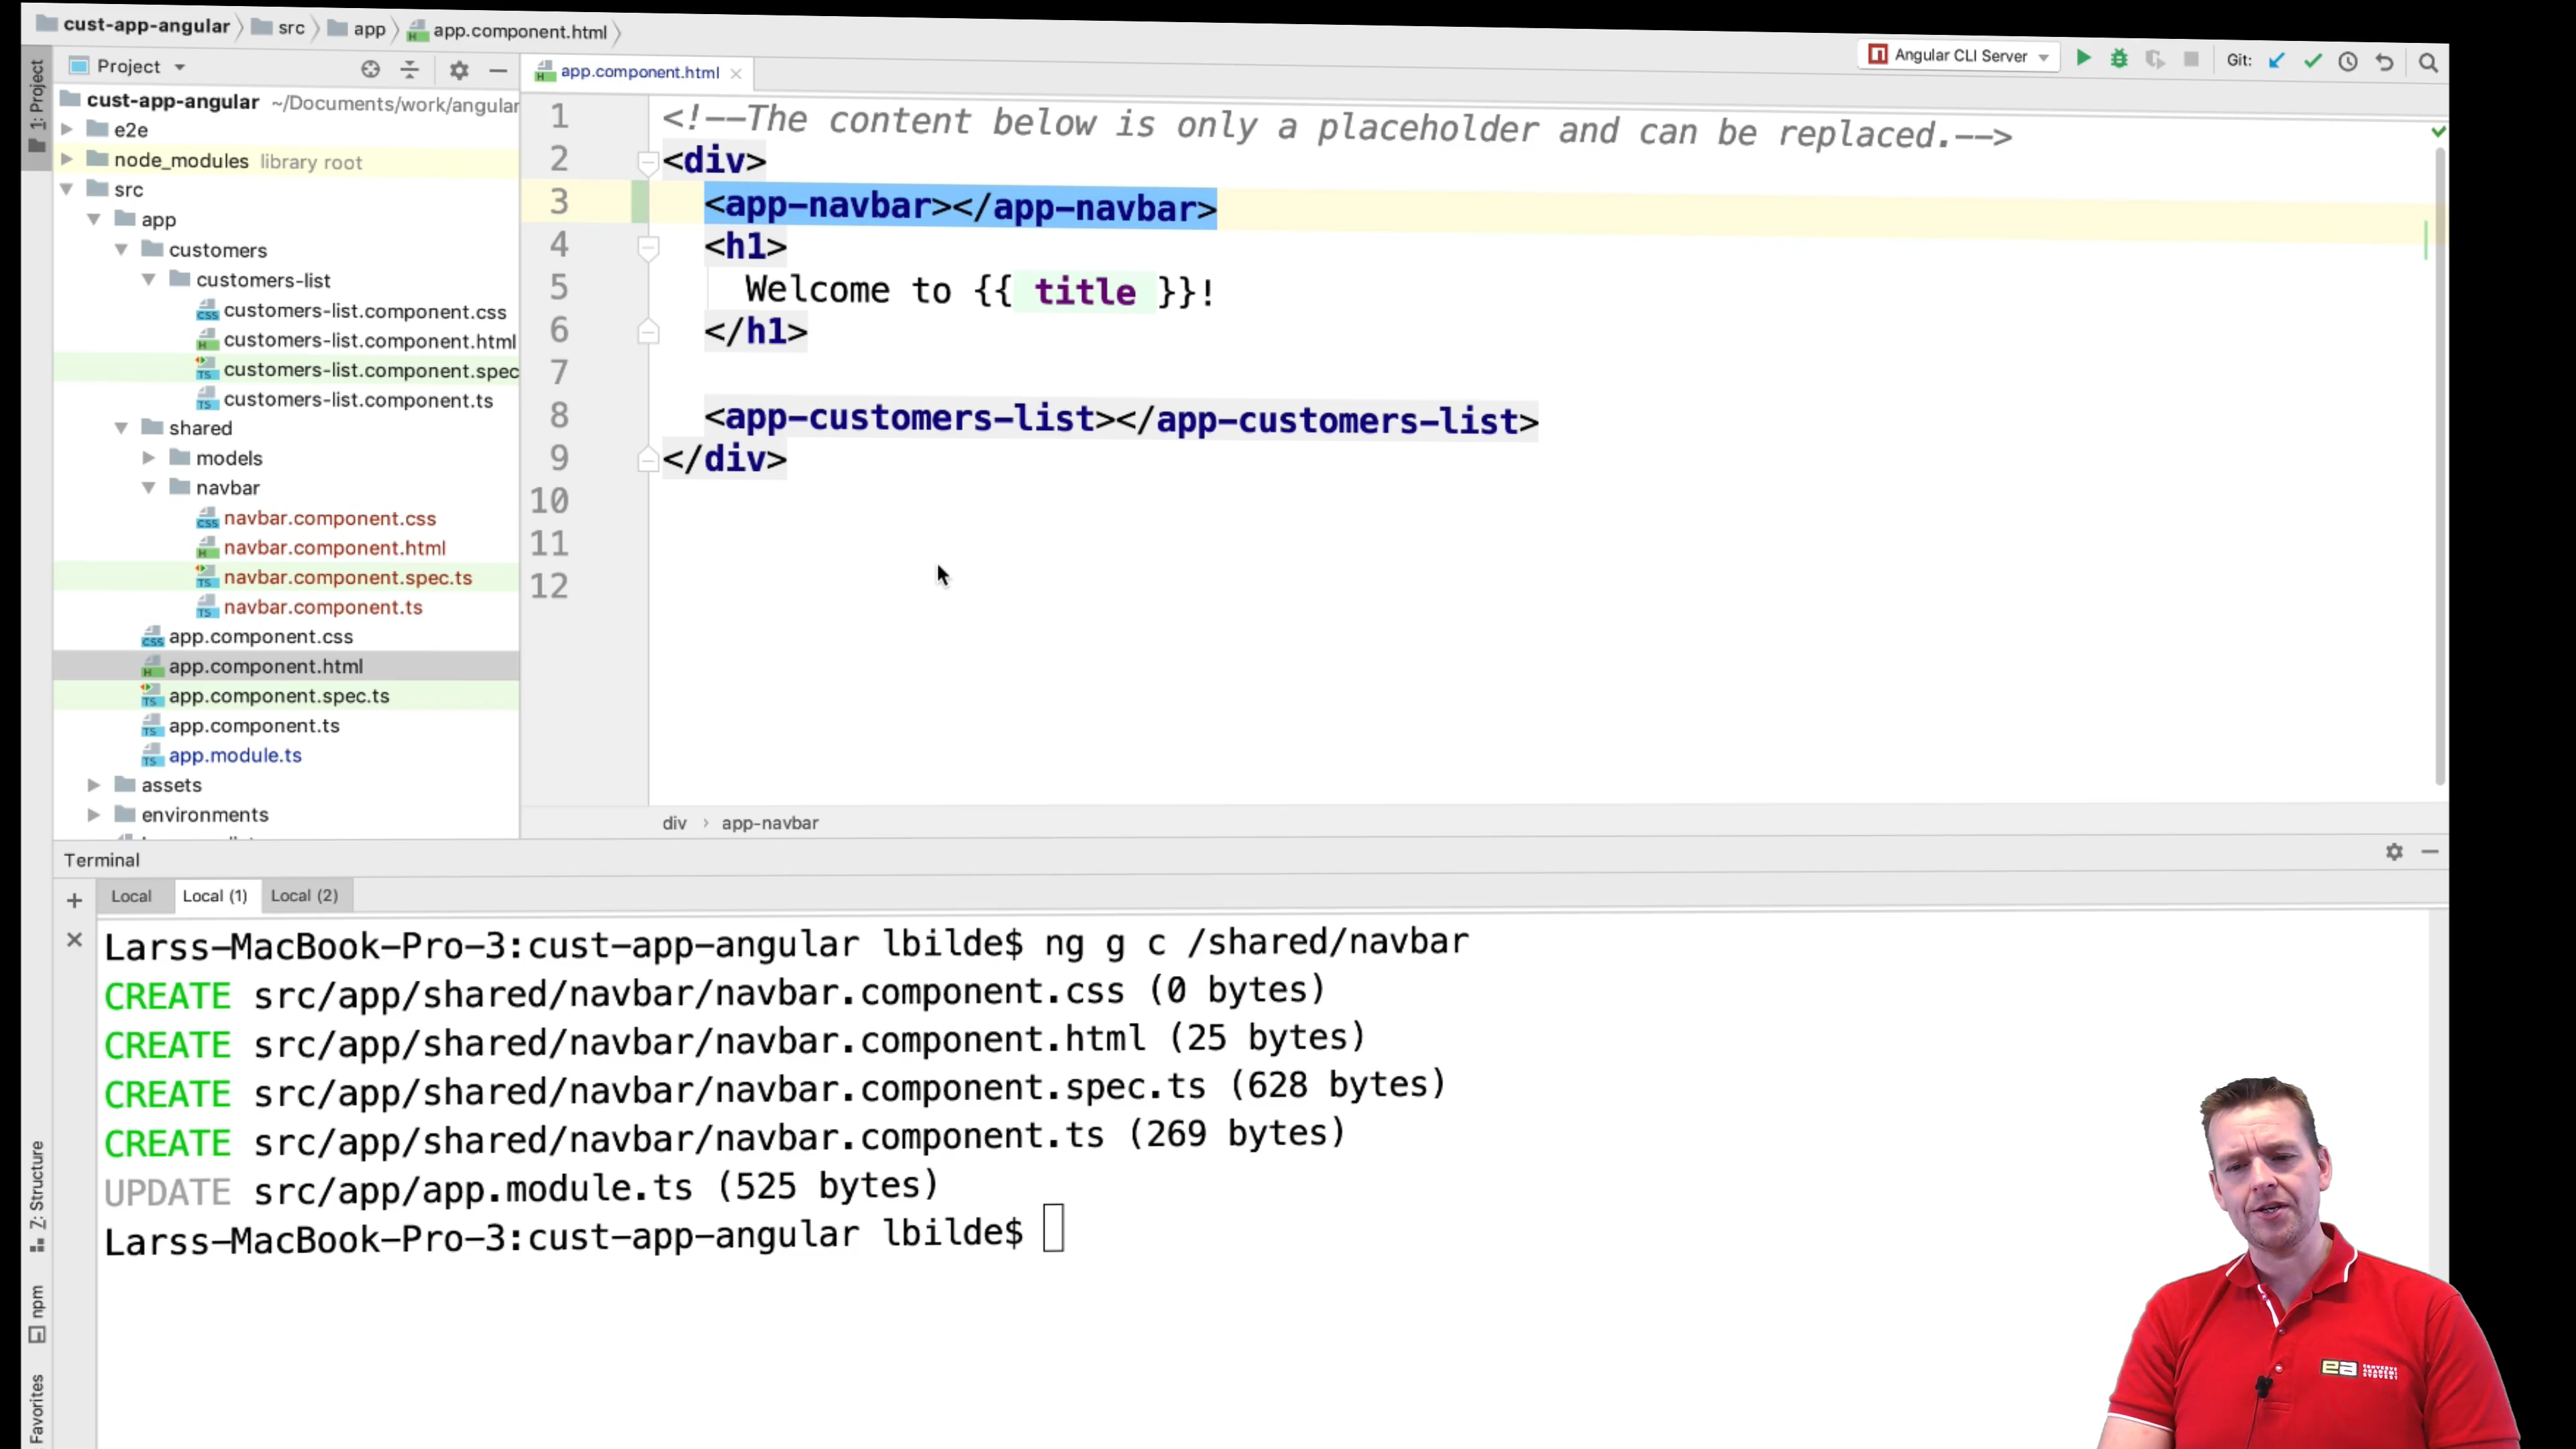 cust-app-angular src app app.component.html
Angular CLI Server
Git:
1: Project
Project
app.component.html
cust-app-angular ~/Documents/work/angular
e2e
node_modules library root
src
app
customers
customers-list
customers-list.component.css
customers-list.component.html
customers-list.component.spec
customers-list.component.ts
shared
models
navbar
navbar.component.css
navbar.component.html
navbar.component.spec.ts
navbar.component.ts
app.component.css
app.component.html
app.component.spec.ts
app.component.ts
app.module.ts
assets
environments
1 <!--The content below is only a placeholder and can be replaced.-->
2 <div>
3 <app-navbar></app-navbar>
4 <h1>
5 Welcome to {{ title }}!
6 </h1>
7
8 <app-customers-list></app-customers-list>
9 </div>
10
11
12
div › app-navbar
Terminal
Local Local (1) Local (2)
Larss-MacBook-Pro-3:cust-app-angular lbilde$ ng g c /shared/navbar
CREATE src/app/shared/navbar/navbar.component.css (0 bytes)
CREATE src/app/shared/navbar/navbar.component.html (25 bytes)
CREATE src/app/shared/navbar/navbar.component.spec.ts (628 bytes)
CREATE src/app/shared/navbar/navbar.component.ts (269 bytes)
UPDATE src/app/app.module.ts (525 bytes)
Larss-MacBook-Pro-3:cust-app-angular lbilde$
Z: Structure
npm
Favorites
ea